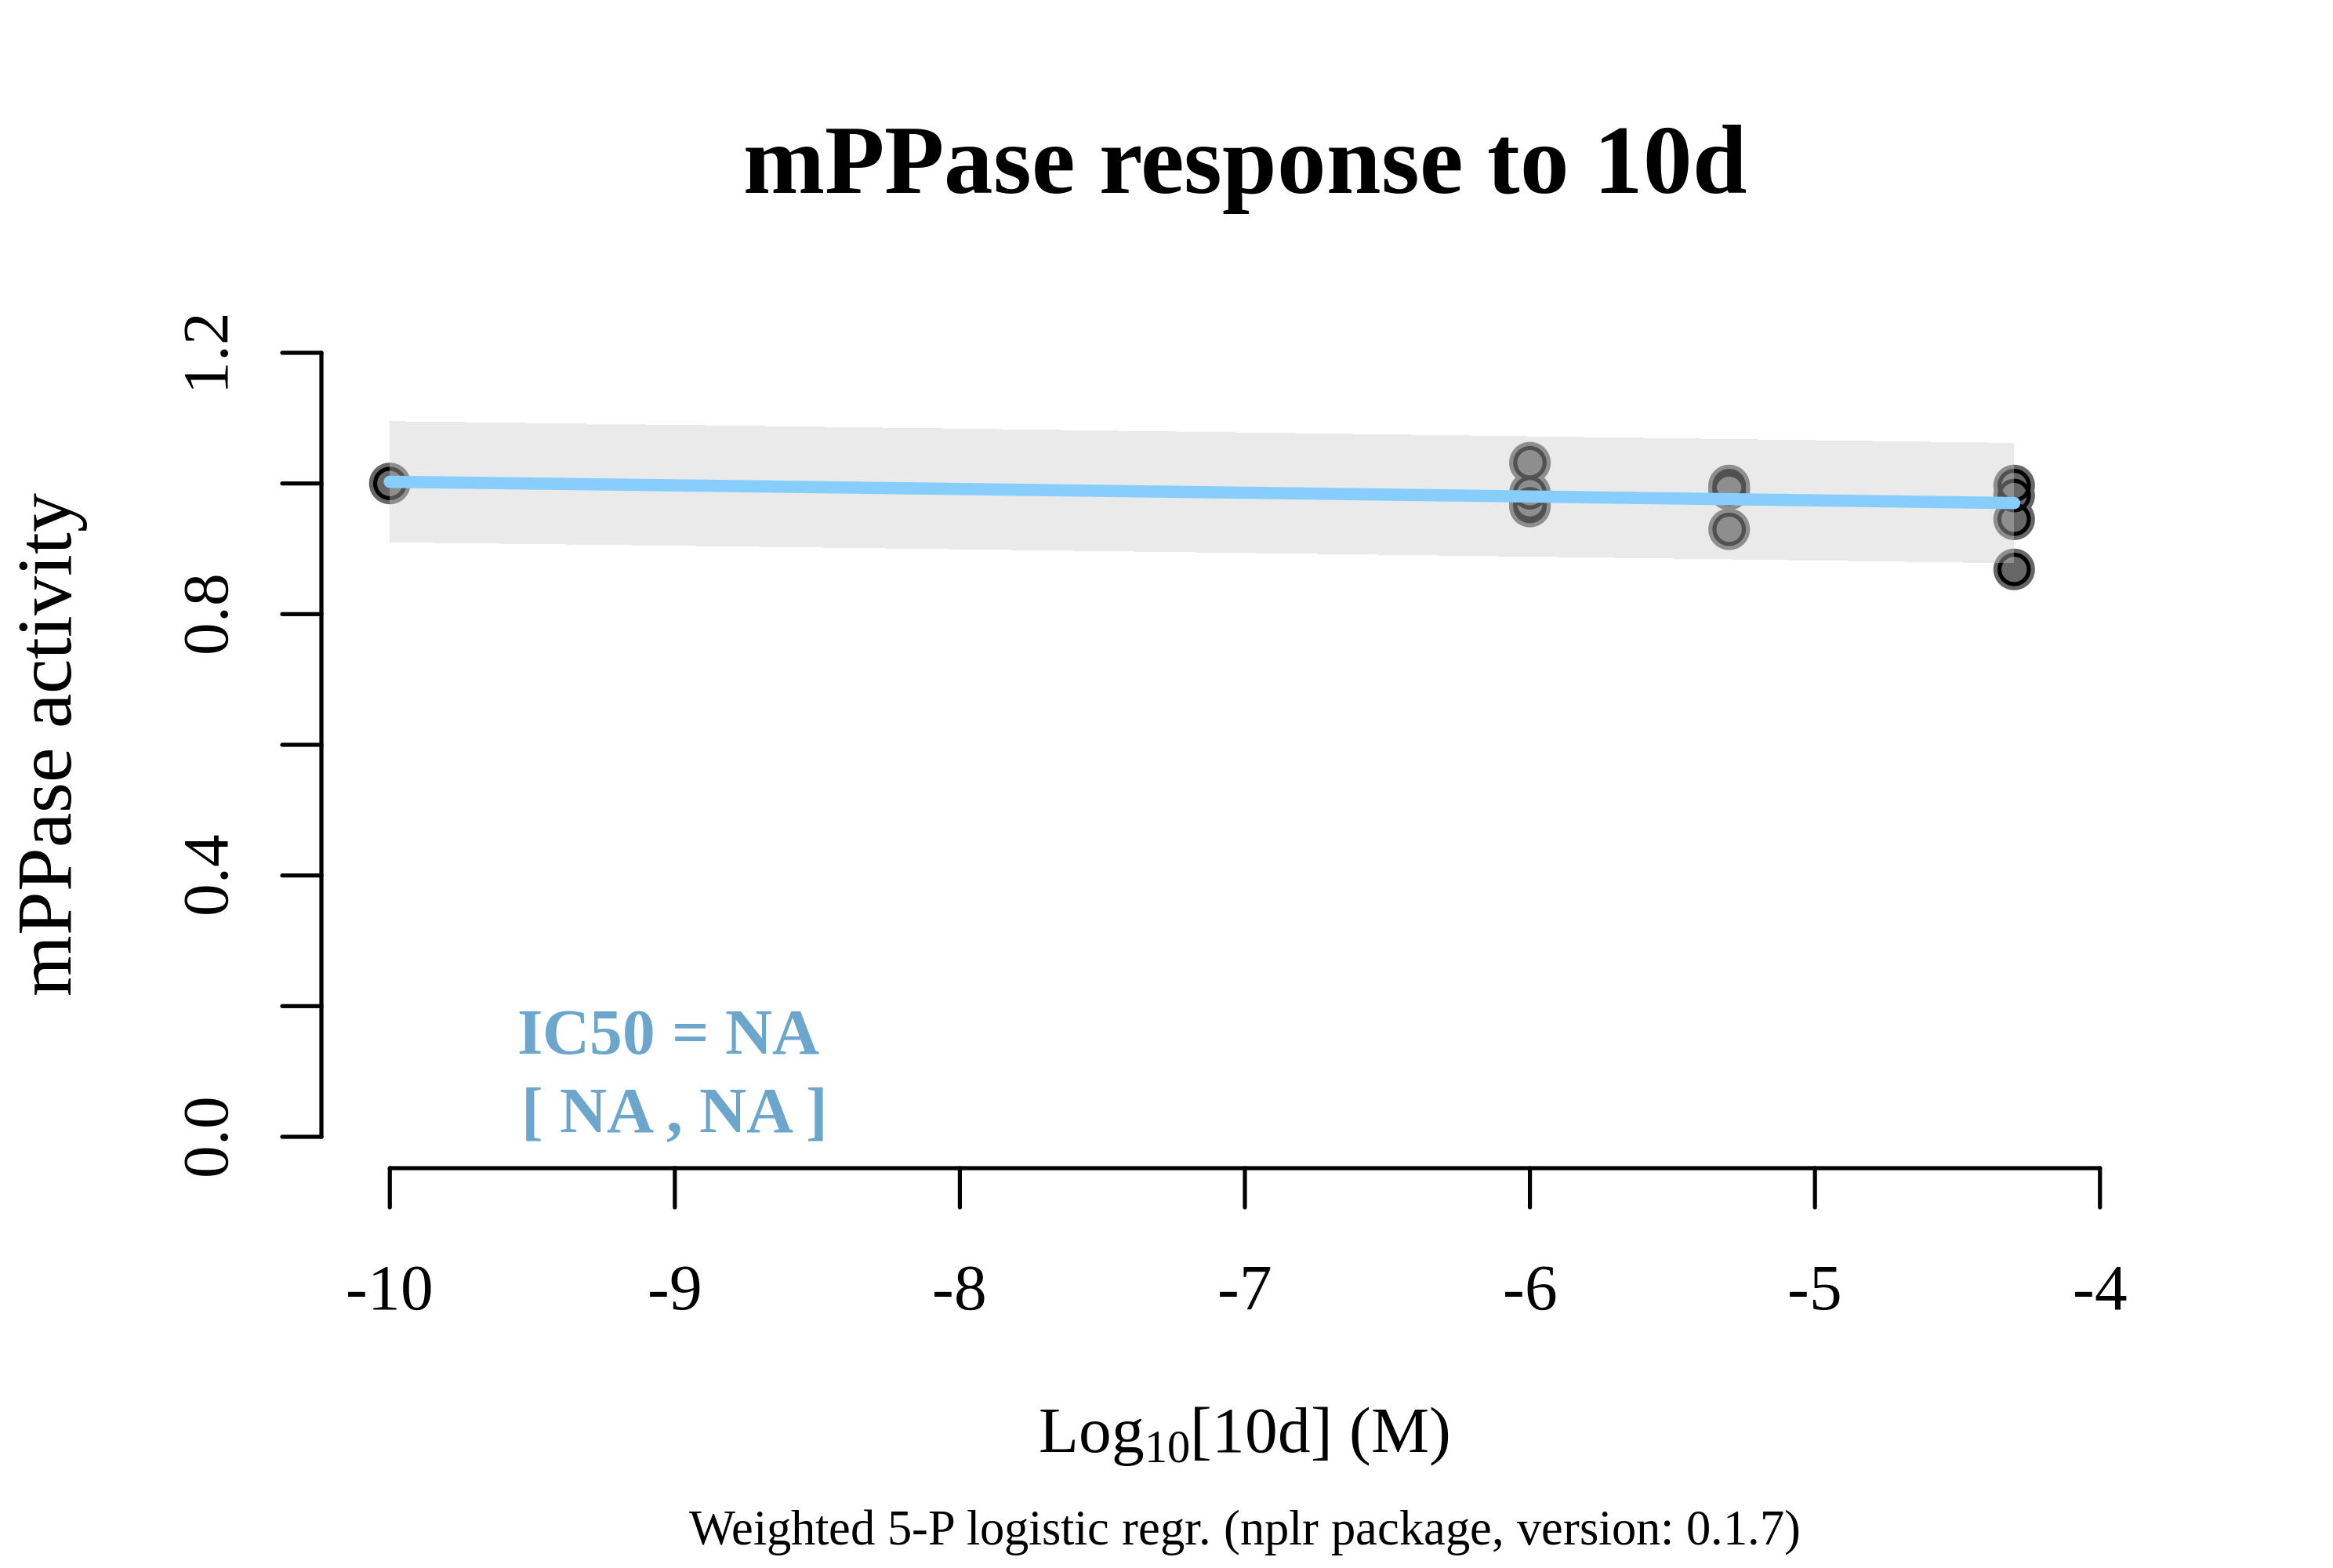 mPPase response to 10d
mPPase activity
1.2
0.8
0.4
0.0
IC50 = NA
[ NA , NA ]
-10 -9 -8 -7 -6 -5 -4
Log₁₀[10d] (M)
Weighted 5-P logistic regr. (nplr package, version: 0.1.7)